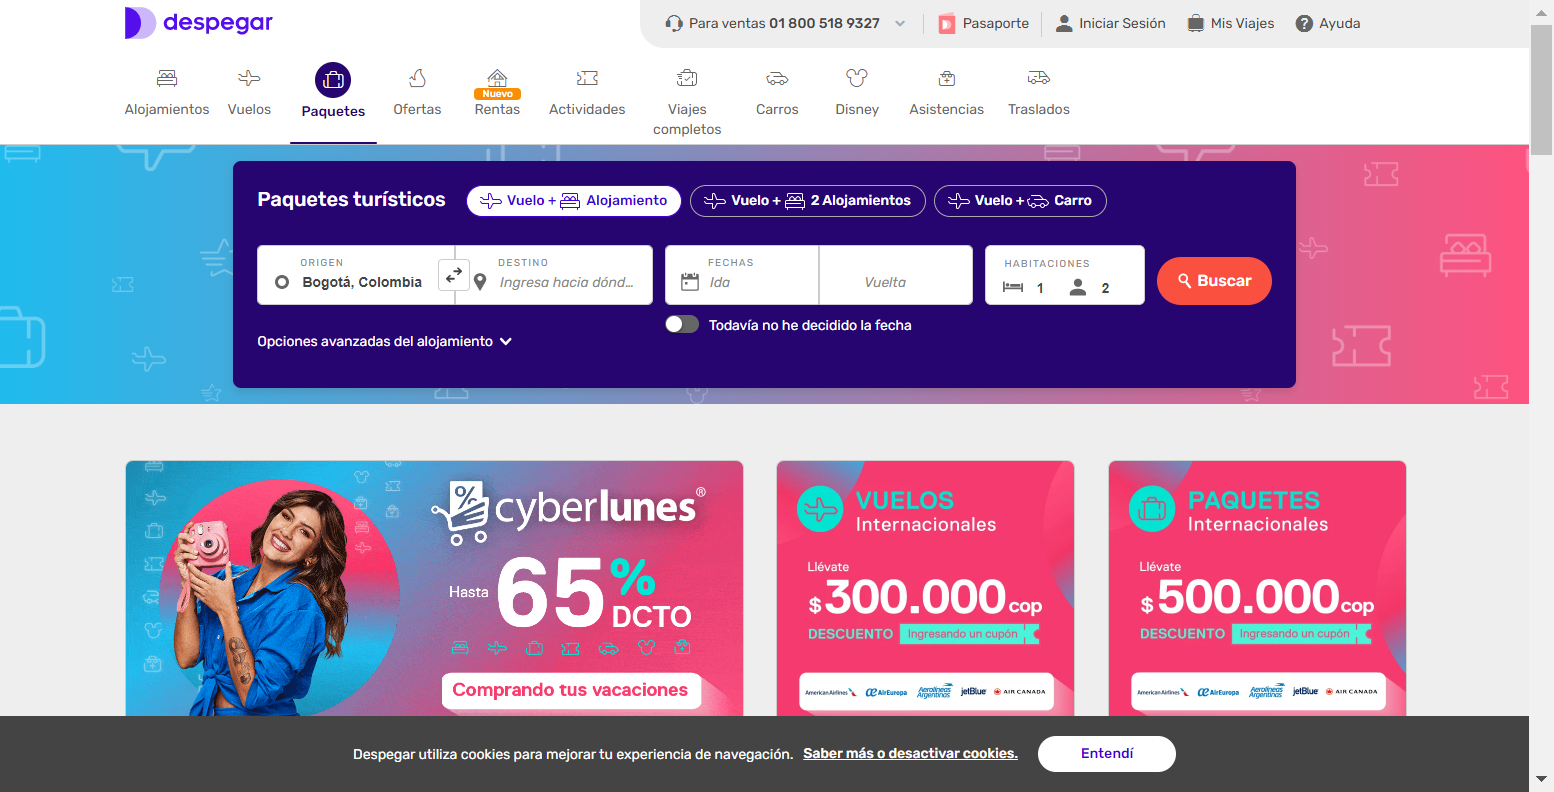 despegar
Para ventas 01 800 518 9327
Pasaporte
Iniciar Sesión
Mis Viajes
Ayuda
Alojamientos
Vuelos
Paquetes
Ofertas
Nuevo
Rentas
Actividades
Viajes
completos
Carros
Disney
Asistencias
Traslados
Paquetes turísticos
Vuelo + Alojamiento
Vuelo + 2 Alojamientos
Vuelo + Carro
ORIGEN
Bogotá, Colombia
DESTINO
Ingresa hacia dónd...
FECHAS
Ida
Vuelta
HABITACIONES
1
2
Buscar
Todavía no he decidido la fecha
Opciones avanzadas del alojamiento
cyberlunes®
Hasta 65% DCTO
Comprando tus vacaciones
VUELOS
Internacionales
Llévate
$300.000 cop
DESCUENTO Ingresando un cupón
American Airlines AirEuropa Aerolíneas Argentinas jetBlue AIR CANADA
PAQUETES
Internacionales
Llévate
$500.000 cop
DESCUENTO Ingresando un cupón
American Airlines AirEuropa Aerolíneas Argentinas jetBlue AIR CANADA
Despegar utiliza cookies para mejorar tu experiencia de navegación. Saber más o desactivar cookies.
Entendí